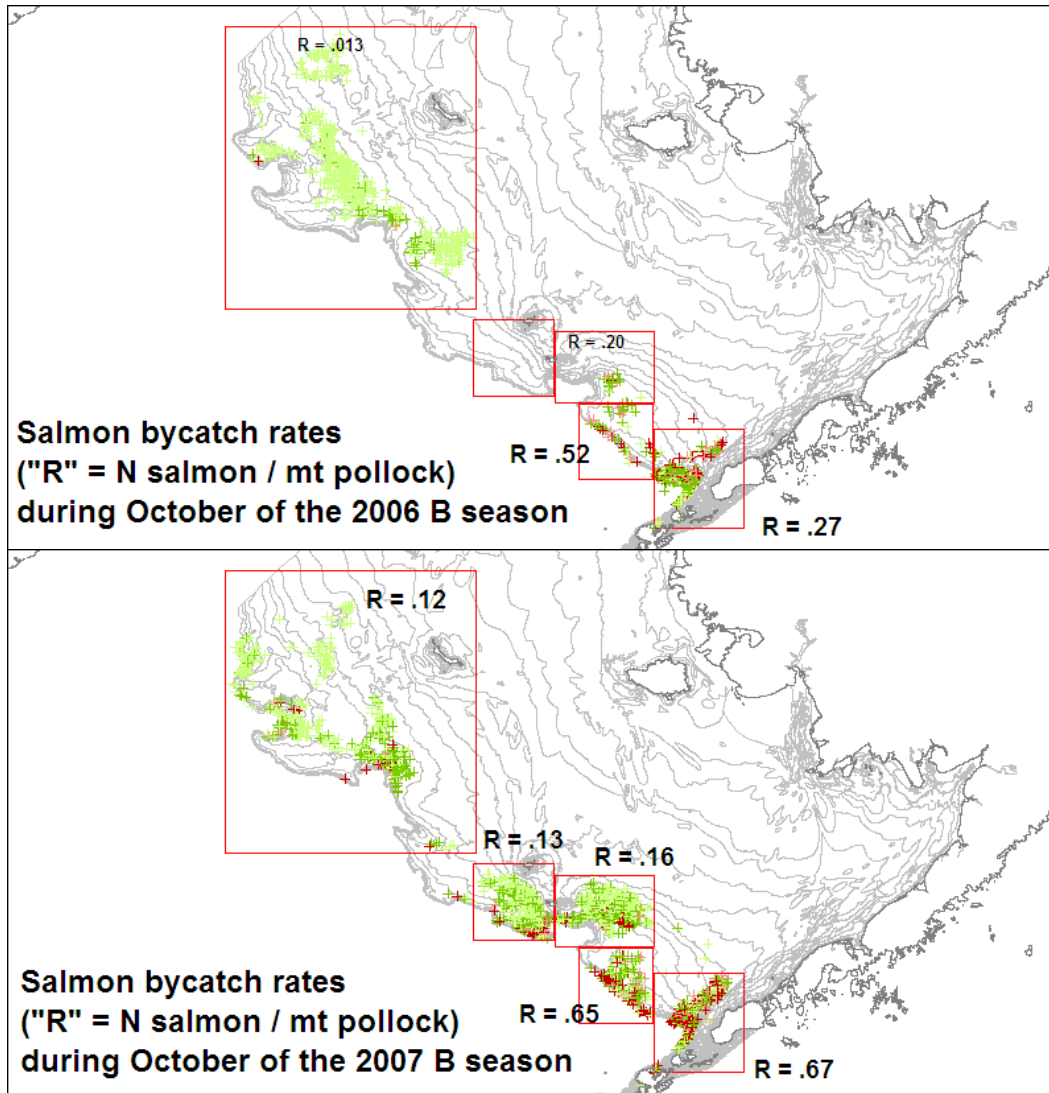 R = .013
R = .20
Salmon bycatch rates
("R" = N salmon / mt pollock)
during October of the 2006 B season
R = .52
R = .27
R = .12
R = .13
R = .16
Salmon bycatch rates
("R" = N salmon / mt pollock)
during October of the 2007 B season
R = .65
R = .67